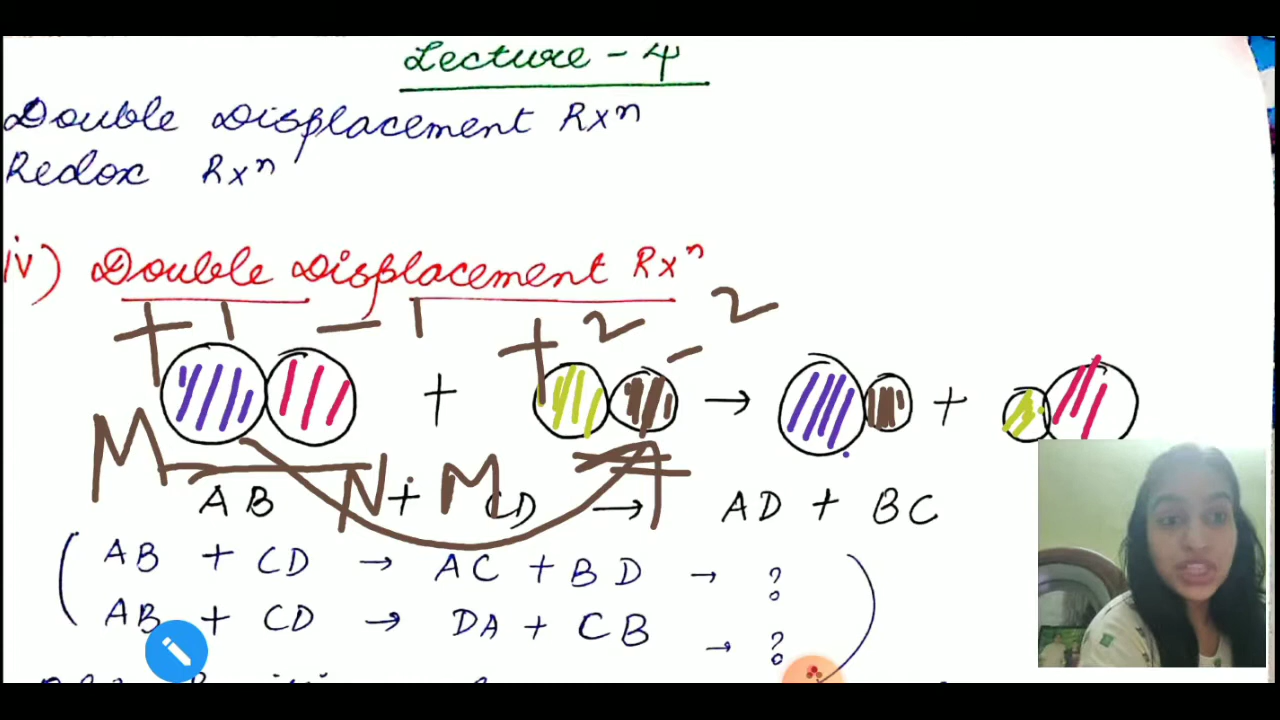 Lecture - 4
Double Displacement Rxⁿ
Redox Rxⁿ
iv) Double Displacement Rxⁿ
+1 -1 +2 -2
+ → +
M N M
AB + CD → AD + BC
( AB + CD → AC + BD → ?
AB + CD → DA + CB → ? )